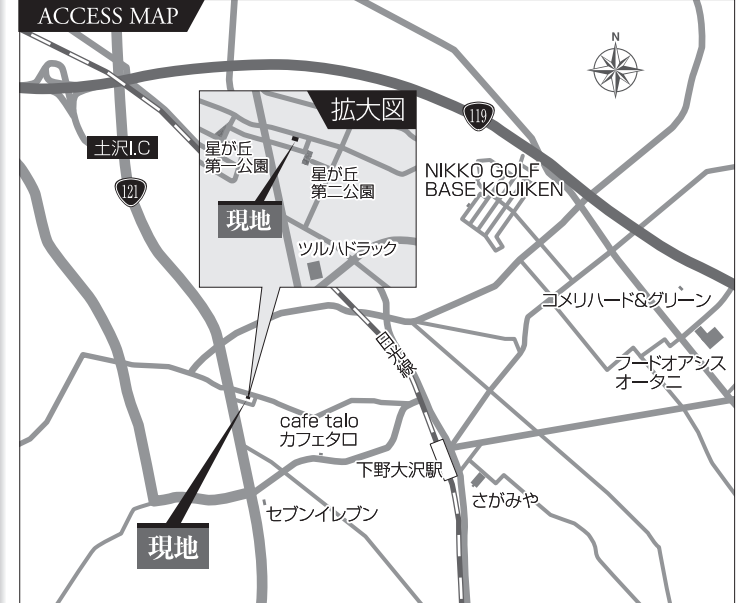 ACCESS MAP
N
拡大図
119
土沢I.C
星が丘
第一公園
星が丘
第二公園
NIKKO GOLF
BASE KOJIKEN
121
現地
ツルハドラック
コメリハード&グリーン
日光線
フードオアシス
オータニ
cafe talo
カフェタロ
下野大沢駅
さがみや
セブンイレブン
現地